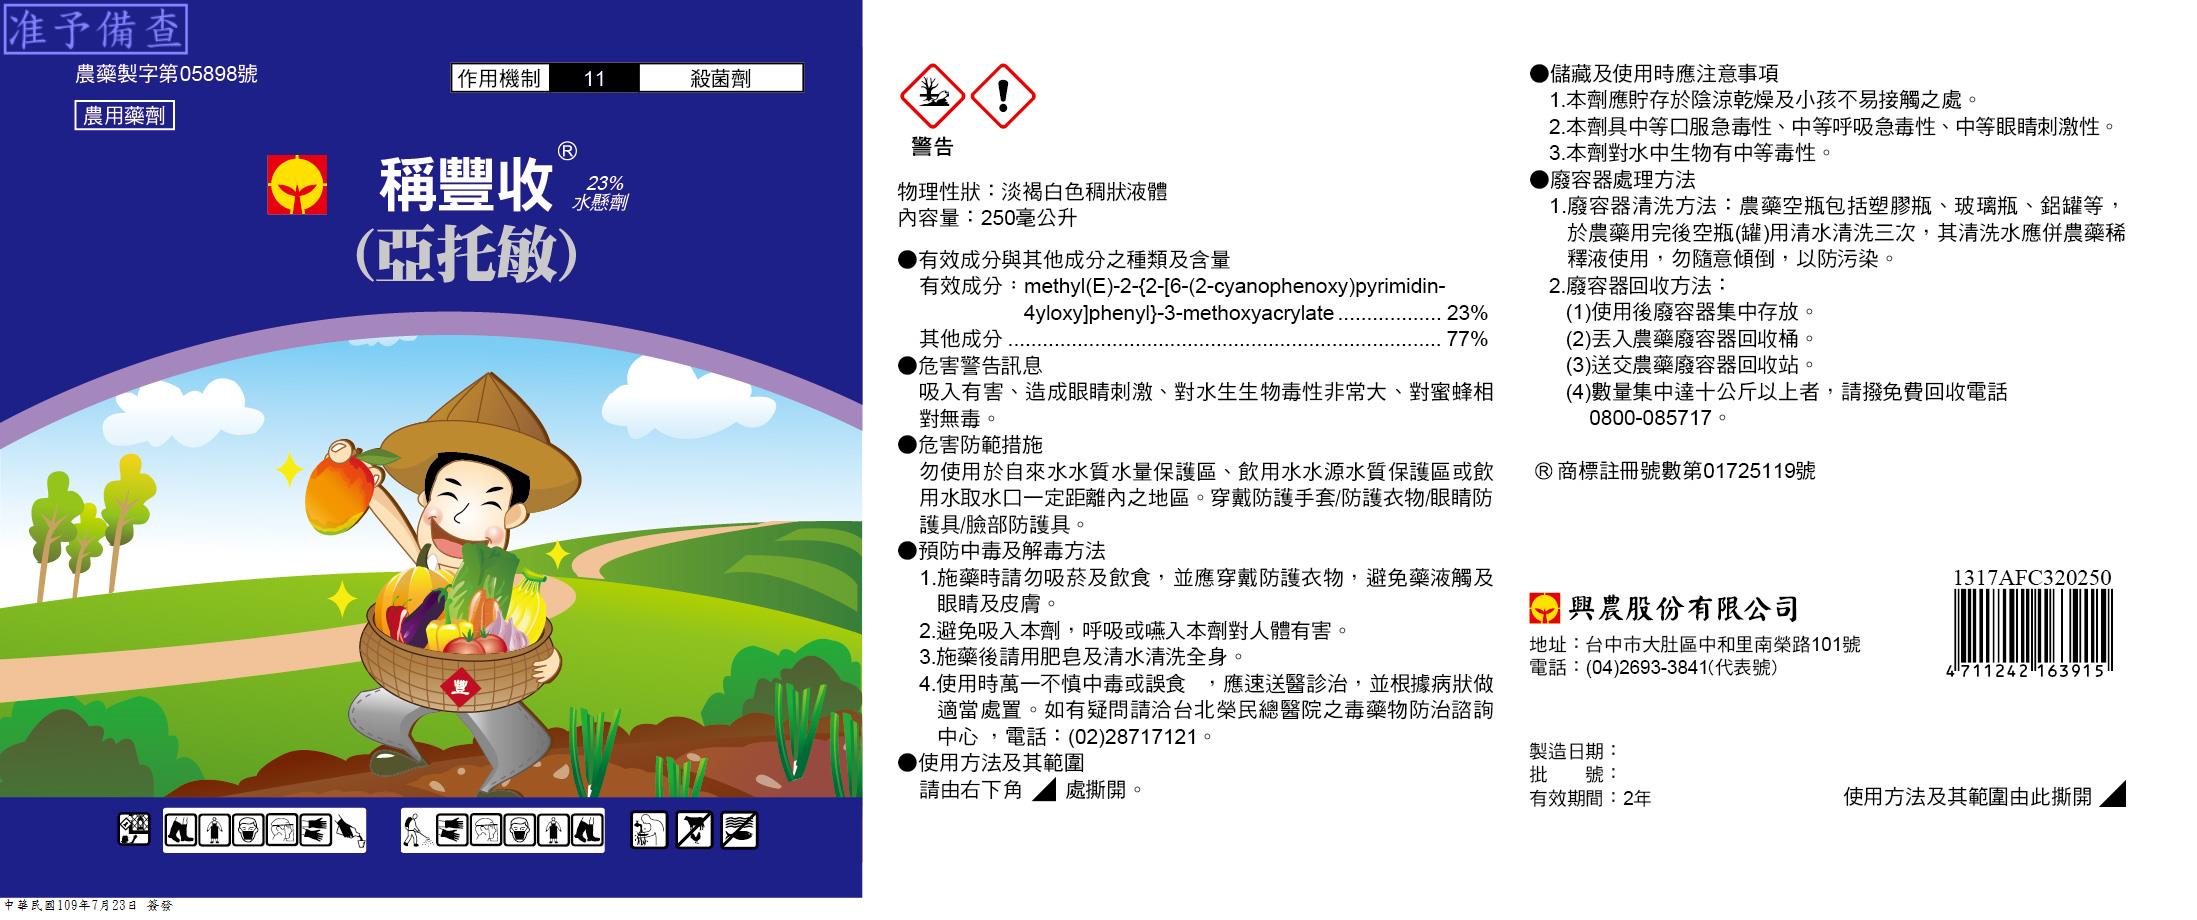 准予備查
農藥製字第05898號
作用機制 11 殺菌劑
農用藥劑
稱豐收®
23%
水懸劑
(亞托敏)
豐
中華民國109年7月23日 簽發
警告
物理性狀：淡褐白色稠狀液體
內容量：250毫公升
●有效成分與其他成分之種類及含量
有效成分：methyl(E)-2-{2-[6-(2-cyanophenoxy)pyrimidin-
4yloxy]phenyl}-3-methoxyacrylate .................. 23%
其他成分 ........................................................................... 77%
●危害警告訊息
吸入有害、造成眼睛刺激、對水生生物毒性非常大、對蜜蜂相
對無毒。
●危害防範措施
勿使用於自來水水質水量保護區、飲用水水源水質保護區或飲
用水取水口一定距離內之地區。穿戴防護手套/防護衣物/眼睛防
護具/臉部防護具。
●預防中毒及解毒方法
1.施藥時請勿吸菸及飲食，並應穿戴防護衣物，避免藥液觸及
眼睛及皮膚。
2.避免吸入本劑，呼吸或嚥入本劑對人體有害。
3.施藥後請用肥皂及清水清洗全身。
4.使用時萬一不慎中毒或誤食 ，應速送醫診治，並根據病狀做
適當處置。如有疑問請洽台北榮民總醫院之毒藥物防治諮詢
中心 ，電話：(02)28717121。
●使用方法及其範圍
請由右下角 ◢ 處撕開。
●儲藏及使用時應注意事項
1.本劑應貯存於陰涼乾燥及小孩不易接觸之處。
2.本劑具中等口服急毒性、中等呼吸急毒性、中等眼睛刺激性。
3.本劑對水中生物有中等毒性。
●廢容器處理方法
1.廢容器清洗方法：農藥空瓶包括塑膠瓶、玻璃瓶、鋁罐等，
於農藥用完後空瓶(罐)用清水清洗三次，其清洗水應併農藥稀
釋液使用，勿隨意傾倒，以防污染。
2.廢容器回收方法：
(1)使用後廢容器集中存放。
(2)丟入農藥廢容器回收桶。
(3)送交農藥廢容器回收站。
(4)數量集中達十公斤以上者，請撥免費回收電話
0800-085717。
® 商標註冊號數第01725119號
1317AFC320250
4 711242 163915
興農股份有限公司
地址：台中市大肚區中和里南榮路101號
電話：(04)2693-3841(代表號)
製造日期：
批　　號：
有效期間：2年
使用方法及其範圍由此撕開 ◢